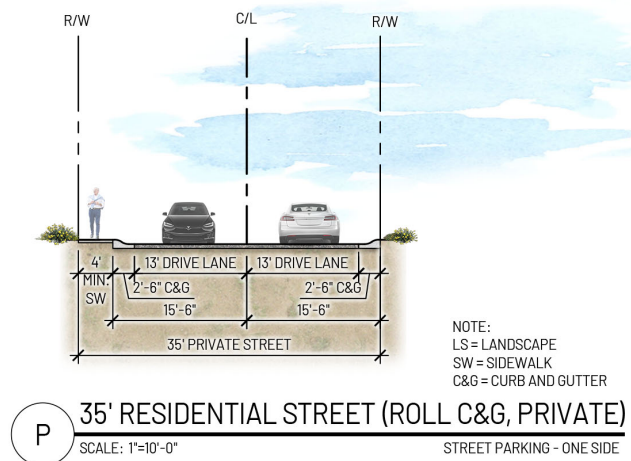 R/W C/L R/W
4' MIN. SW
13' DRIVE LANE 13' DRIVE LANE
2'-6" C&G 2'-6" C&G
15'-6" 15'-6"
35' PRIVATE STREET
NOTE:
LS = LANDSCAPE
SW = SIDEWALK
C&G = CURB AND GUTTER
P
35' RESIDENTIAL STREET (ROLL C&G, PRIVATE)
SCALE: 1"=10'-0" STREET PARKING - ONE SIDE